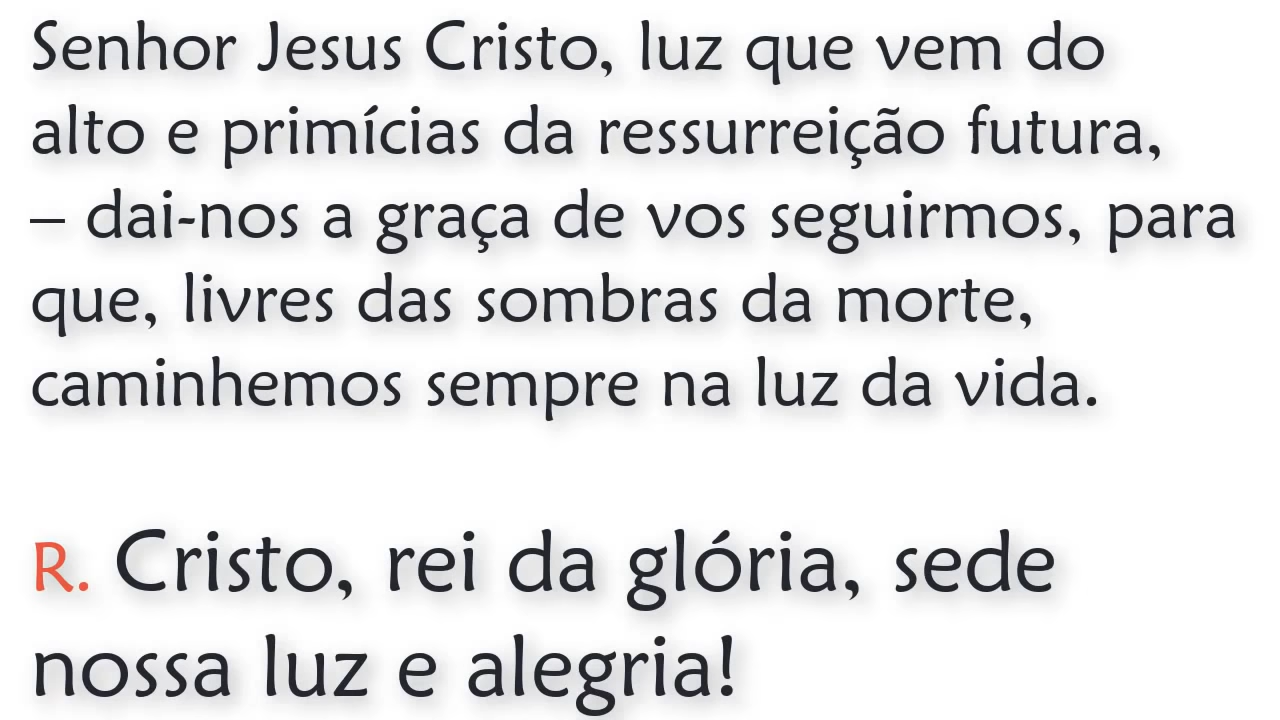 Senhor Jesus Cristo, luz que vem do
alto e primícias da ressurreição futura,
– dai-nos a graça de vos seguirmos, para
que, livres das sombras da morte,
caminhemos sempre na luz da vida.
R. Cristo, rei da glória, sede
nossa luz e alegria!